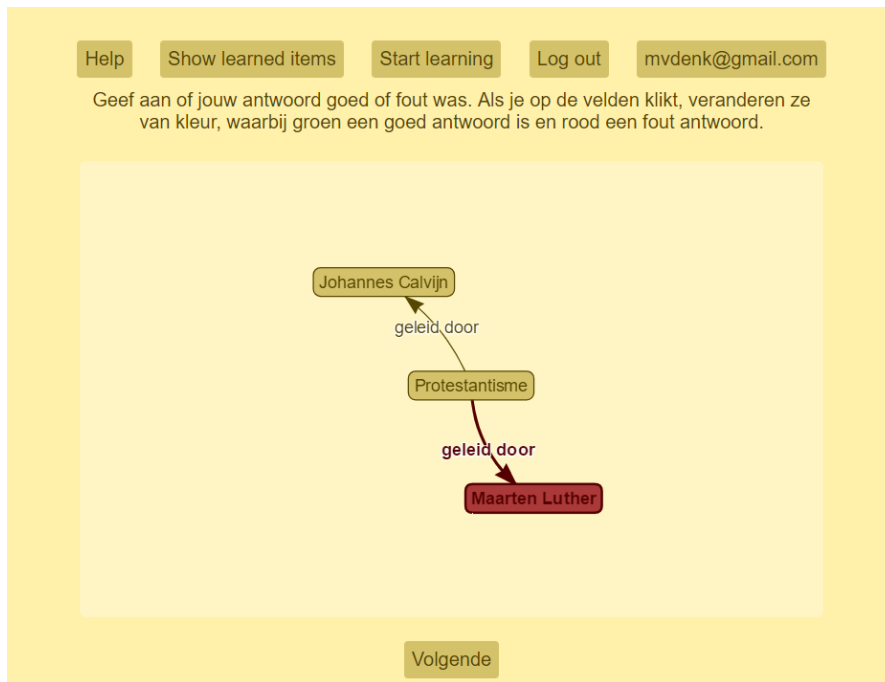 Help Show learned items Start learning Log out mvdenk@gmail.com
Geef aan of jouw antwoord goed of fout was. Als je op de velden klikt, veranderen ze
van kleur, waarbij groen een goed antwoord is en rood een fout antwoord.
Johannes Calvijn
geleid door
Protestantisme
geleid door
Maarten Luther
Volgende